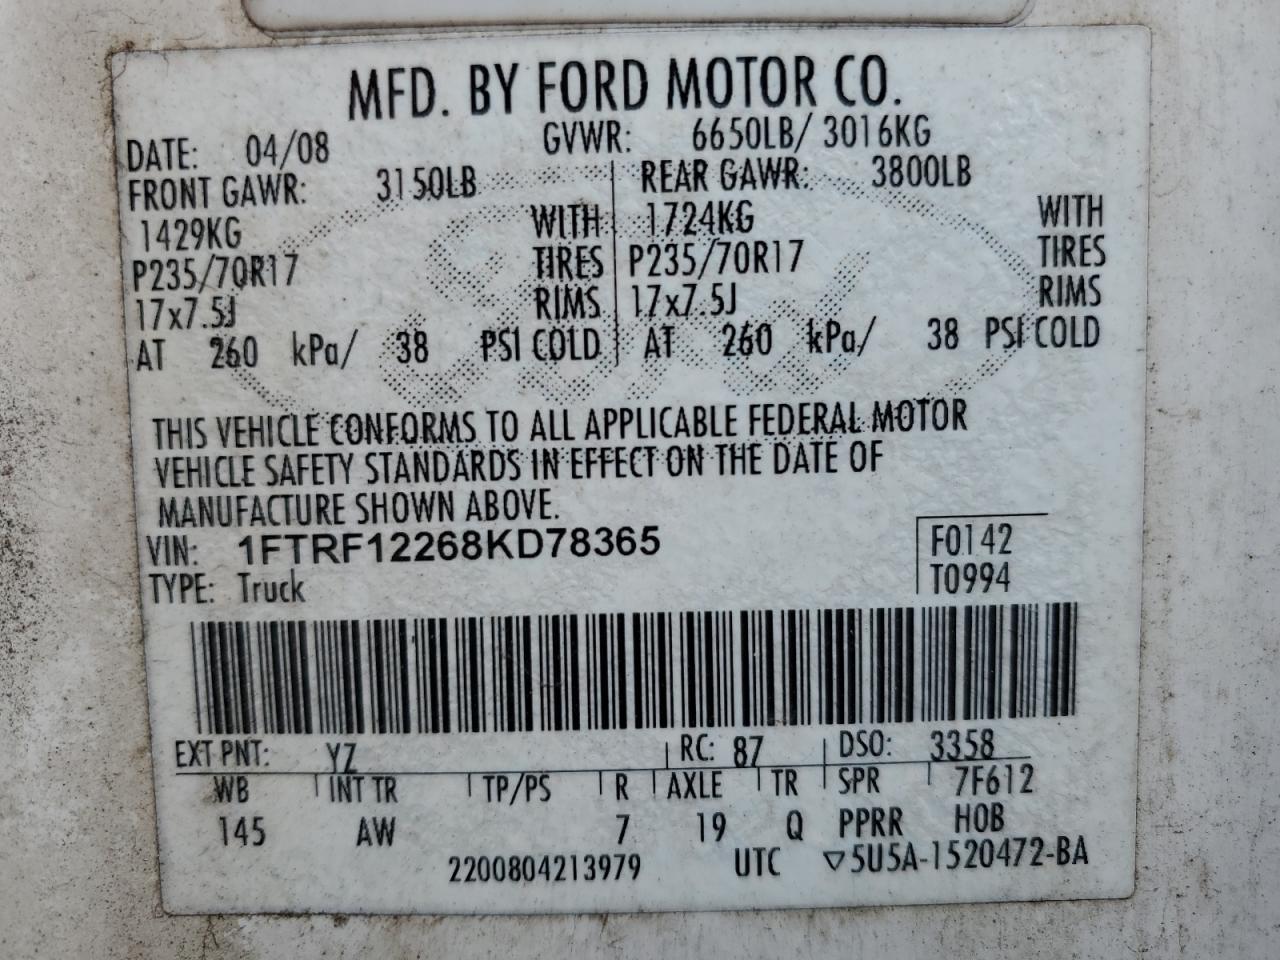 MFD. BY FORD MOTOR CO.
DATE: 04/08 GVWR: 6650LB/ 3016KG
FRONT GAWR: 3150LB REAR GAWR: 3800LB
1429KG WITH 1724KG WITH
P235/70R17 TIRES P235/70R17 TIRES
17x7.5J RIMS 17x7.5J RIMS
AT 260 kPa/ 38 PSI COLD AT 260 kPa/ 38 PSI COLD
THIS VEHICLE CONFORMS TO ALL APPLICABLE FEDERAL MOTOR
VEHICLE SAFETY STANDARDS IN EFFECT ON THE DATE OF
MANUFACTURE SHOWN ABOVE.
VIN: 1FTRF12268KD78365 F0142
TYPE: Truck T0994
EXT PNT: YZ RC: 87 DSO: 3358
WB INT TR TP/PS R AXLE TR SPR 7F612
145 AW 7 19 Q PPRR HOB
2200804213979 UTC ▽5U5A-1520472-BA